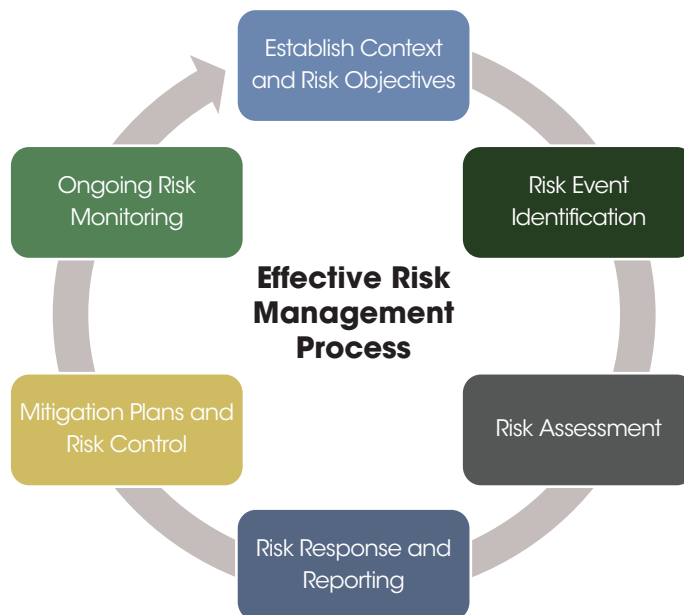 Establish Context
and Risk Objectives
Risk Event
Identification
Risk Assessment
Risk Response and
Reporting
Mitigation Plans and
Risk Control
Ongoing Risk
Monitoring
Effective Risk
Management
Process